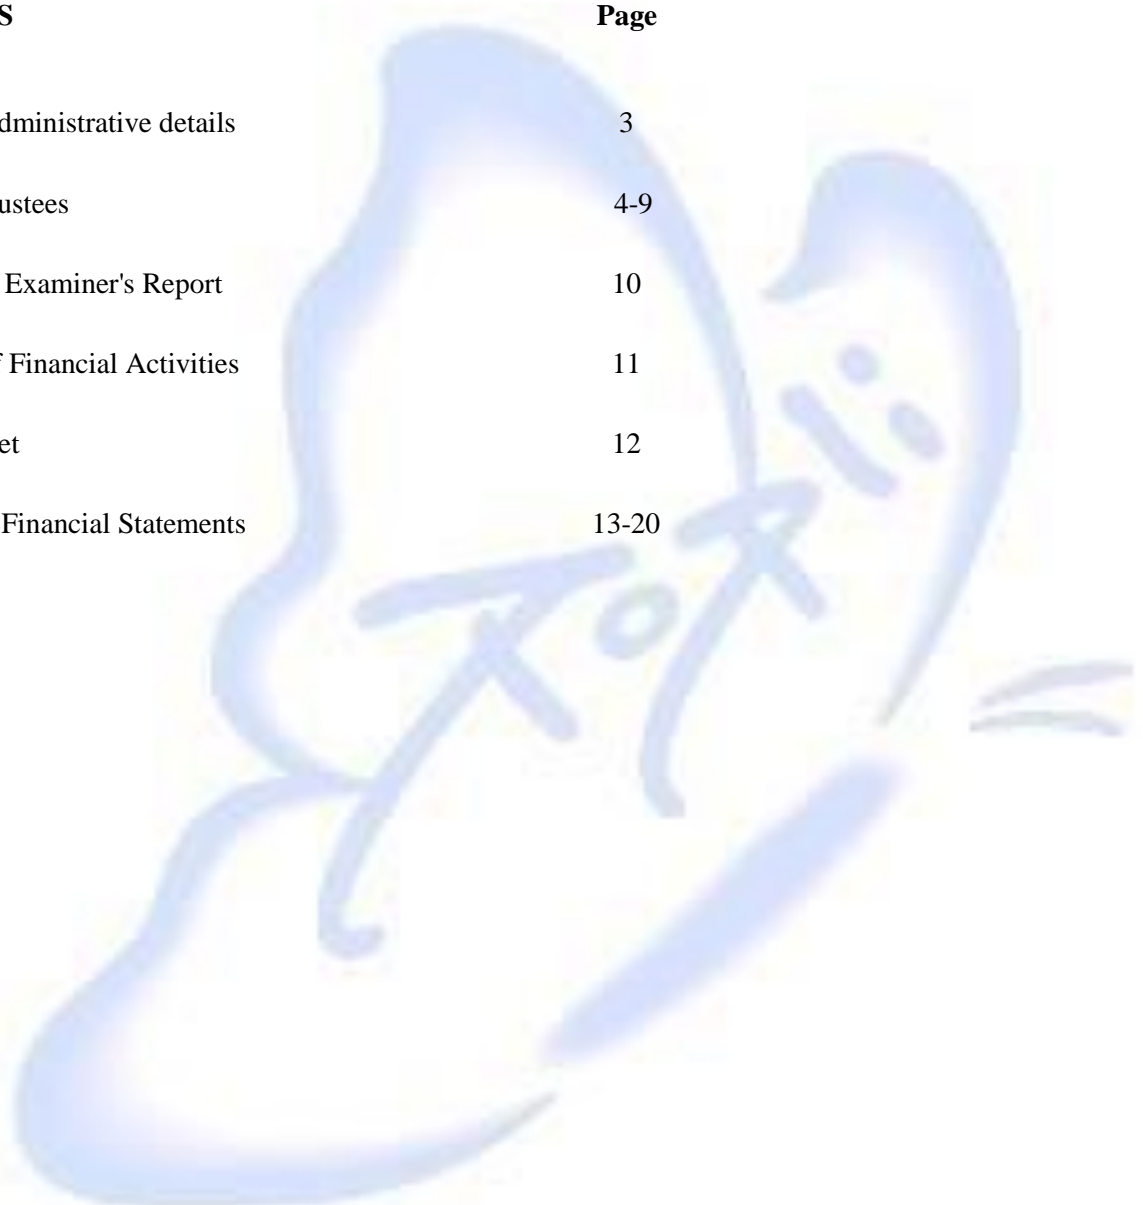 S Page
dministrative details 3
ustees 4-9
Examiner's Report 10
f Financial Activities 11
et 12
Financial Statements 13-20